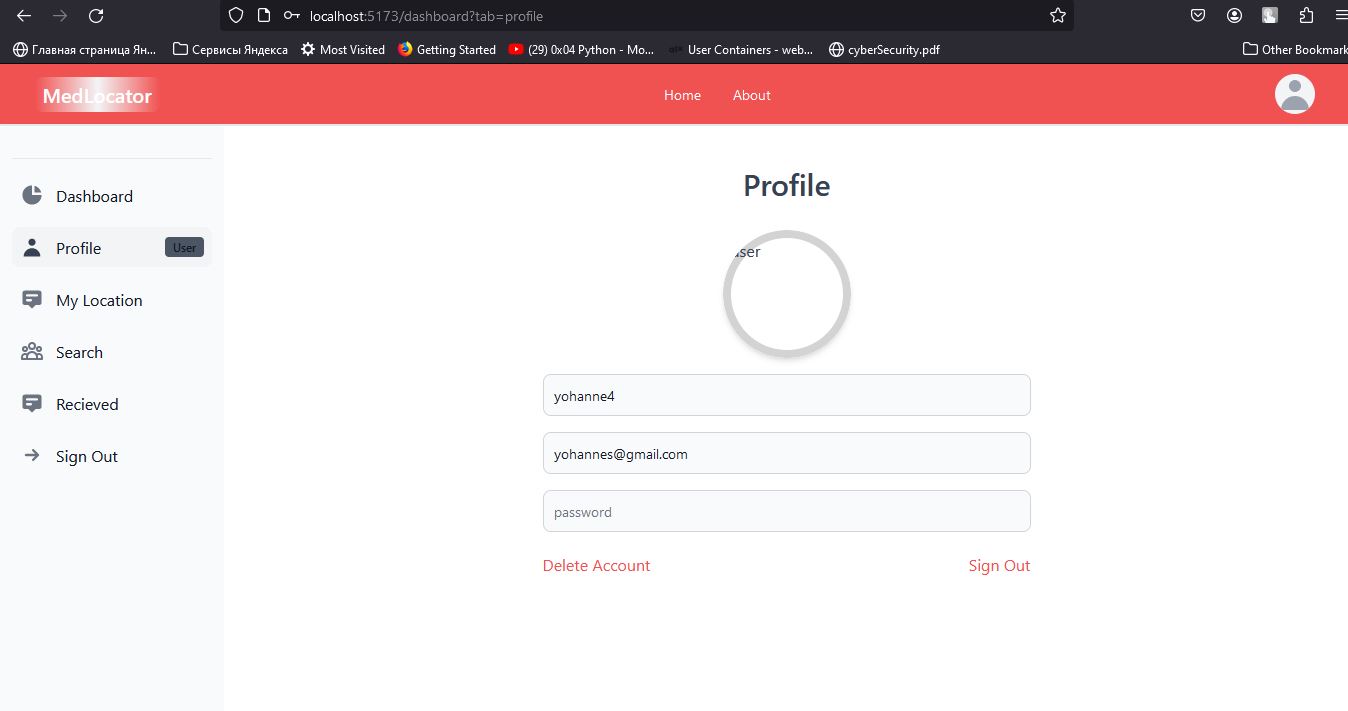 localhost:5173/dashboard?tab=profile
Главная страница Ян... Сервисы Яндекса Most Visited Getting Started (29) 0x04 Python - Mo... User Containers - web... cyberSecurity.pdf Other Bookmark
MedLocator Home About
Dashboard
Profile User
My Location
Search
Recieved
Sign Out
Profile
user
yohanne4
yohannes@gmail.com
password
Delete Account Sign Out